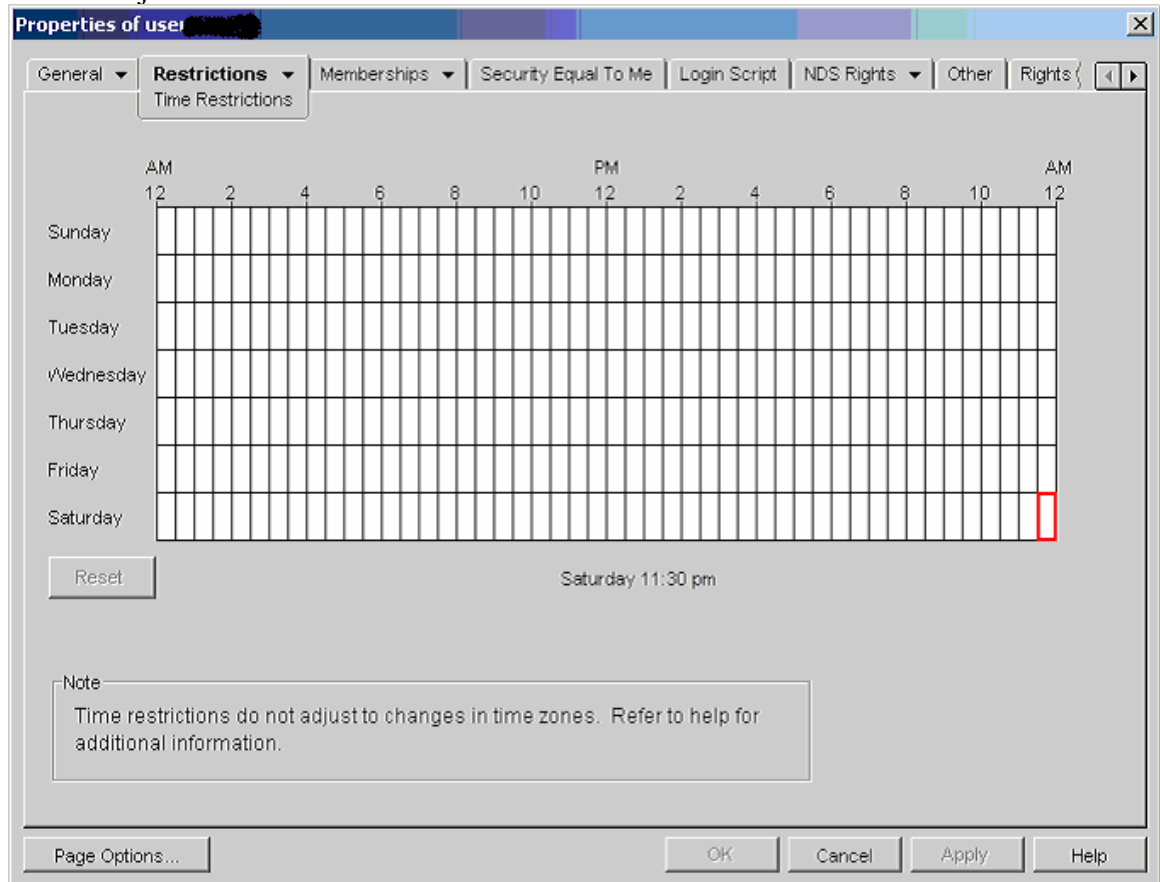 Properties of user
General Restrictions Memberships Security Equal To Me Login Script NDS Rights Other Rights
Time Restrictions
AM PM AM
12 2 4 6 8 10 12 2 4 6 8 10 12
Sunday
Monday
Tuesday
Wednesday
Thursday
Friday
Saturday
Reset Saturday 11:30 pm
Note
Time restrictions do not adjust to changes in time zones. Refer to help for
additional information.
Page Options... OK Cancel Apply Help